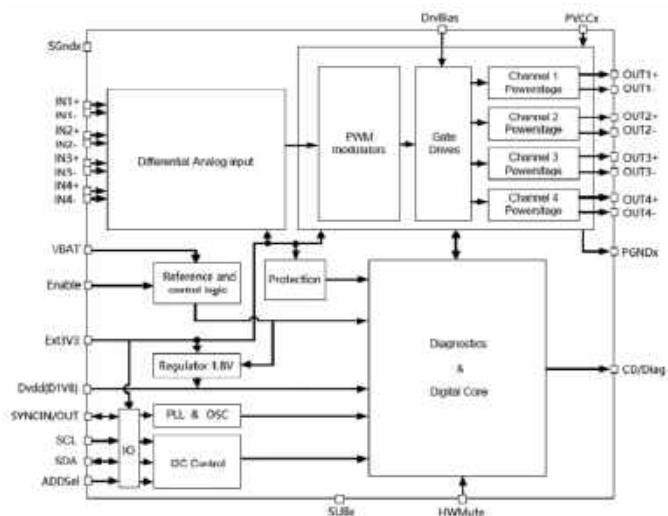 DrvBias
PVCCx
SGndx
IN1+
IN1-
IN2+
IN2-
IN3+
IN3-
IN4+
IN4-
Differential Analog input
PWM
modulators
Gate
Drives
Channel 1
Powerstage
Channel 2
Powerstage
Channel 3
Powerstage
Channel 4
Powerstage
OUT1+
OUT1-
OUT2+
OUT2-
OUT3+
OUT3-
OUT4+
OUT4-
PGNDx
VBAT
Enable
Reference and
control logic
Protection
Ext3V3
Regulator 1.8V
Diagnostics
&
Digital Core
CD/Diag
Dvdd(D1V8)
SYNCIN/OUT
PLL & OSC
SCL
SDA
ADDSel
IO
I2C Control
SUBx
HWMute